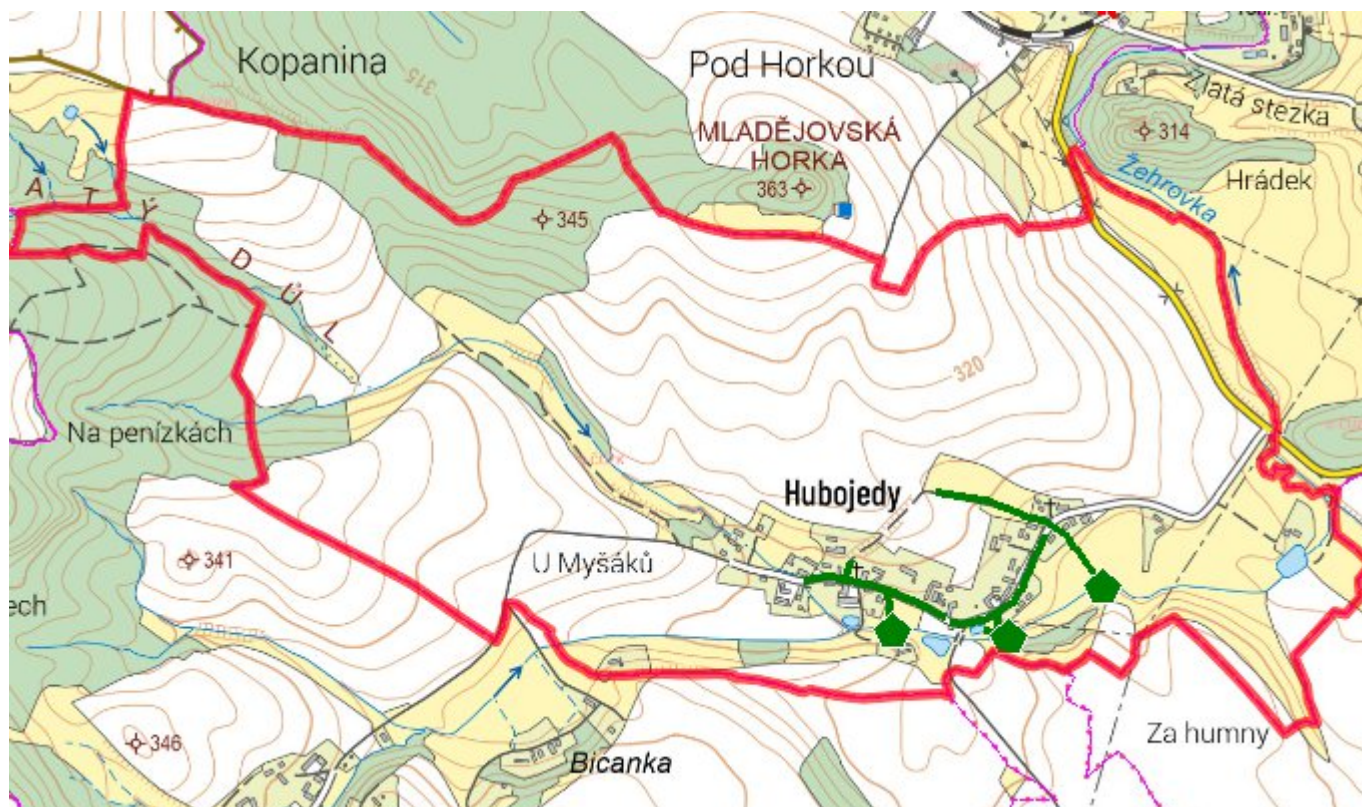 Kopanina
315
Pod Horkou
MLADĚJOVSKÁ
HORKA
363
345
Zlatá stezka
314
Hrádek
Žehrovka
A T Ý
D Ů L
320
Na penízkách
Hubojedy
U Myšáků
341
ech
346
Bicanka
Za humny